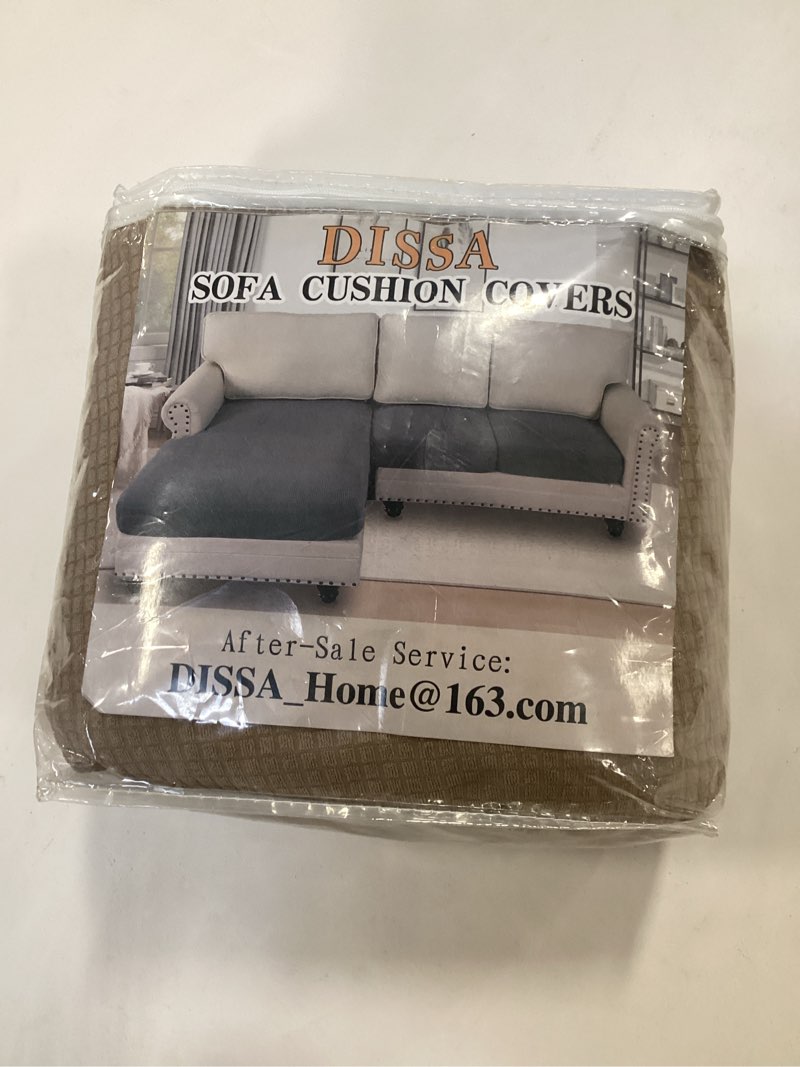 DISSA
SOFA CUSHION COVERS
After-Sale Service:
DISSA_Home@163.com